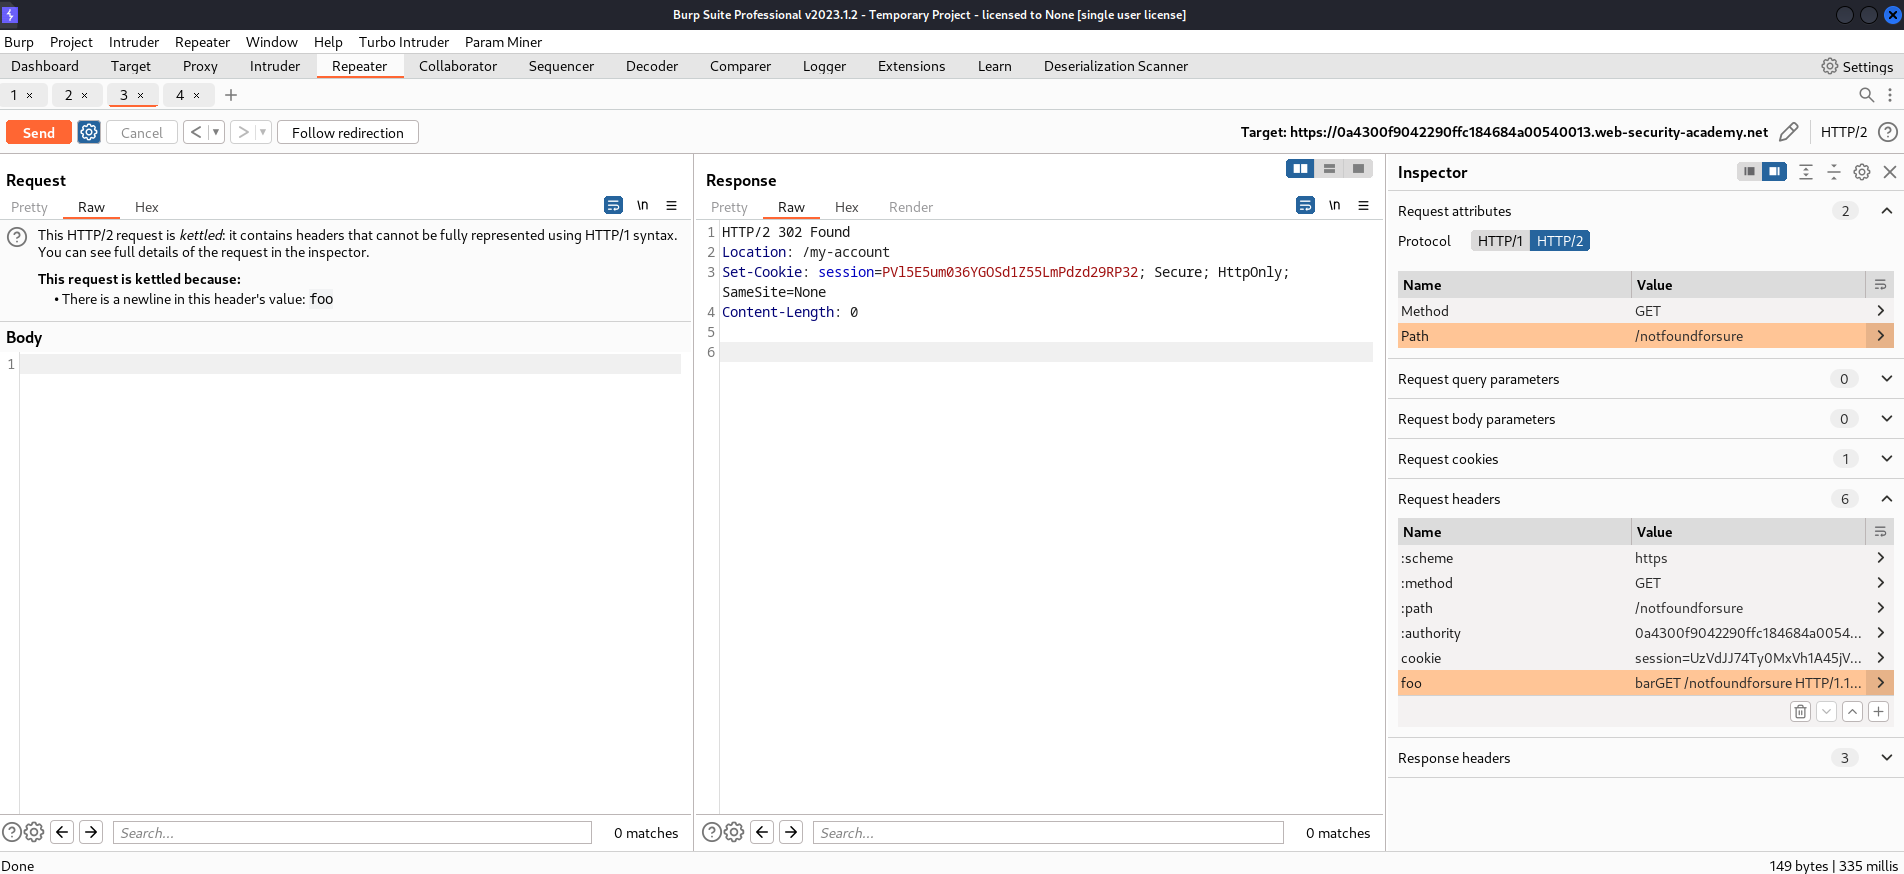 Burp Suite Professional v2023.1.2 - Temporary Project - licensed to None [single user license]
Burp Project Intruder Repeater Window Help Turbo Intruder Param Miner
Dashboard Target Proxy Intruder Repeater Collaborator Sequencer Decoder Comparer Logger Extensions Learn Deserialization Scanner Settings
1 × 2 × 3 × 4 × +
Send Cancel < > Follow redirection Target: https://0a4300f9042290ffc184684a00540013.web-security-academy.net HTTP/2 ?
Request
Pretty Raw Hex \n
This HTTP/2 request is kettled: it contains headers that cannot be fully represented using HTTP/1 syntax.
You can see full details of the request in the inspector.
This request is kettled because:
• There is a newline in this header's value: foo
Body
1
Search...
0 matches
Response
Pretty Raw Hex Render \n
1 HTTP/2 302 Found
2 Location: /my-account
3 Set-Cookie: session=PVl5E5um036YGOSd1Z55LmPdzd29RP32; Secure; HttpOnly;
SameSite=None
4 Content-Length: 0
5
6
Search...
0 matches
Inspector
Request attributes 2
Protocol HTTP/1 HTTP/2
Name Value
Method GET
Path /notfoundforsure
Request query parameters 0
Request body parameters 0
Request cookies 1
Request headers 6
Name Value
:scheme https
:method GET
:path /notfoundforsure
:authority 0a4300f9042290ffc184684a0054...
cookie session=UzVdJJ74Ty0MxVh1A45jV...
foo barGET /notfoundforsure HTTP/1.1...
Response headers 3
Done
149 bytes | 335 millis